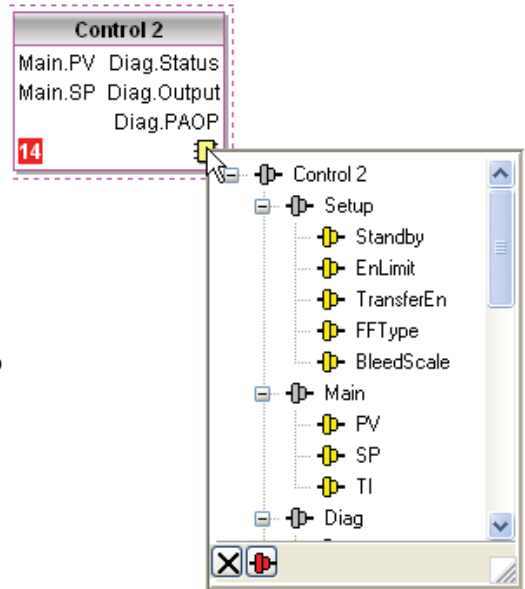 Control 2
Main.PV Diag.Status
Main.SP Diag.Output
Diag.PAOP
14
Control 2
Setup
Standby
EnLimit
TransferEn
FFType
BleedScale
Main
PV
SP
TI
Diag